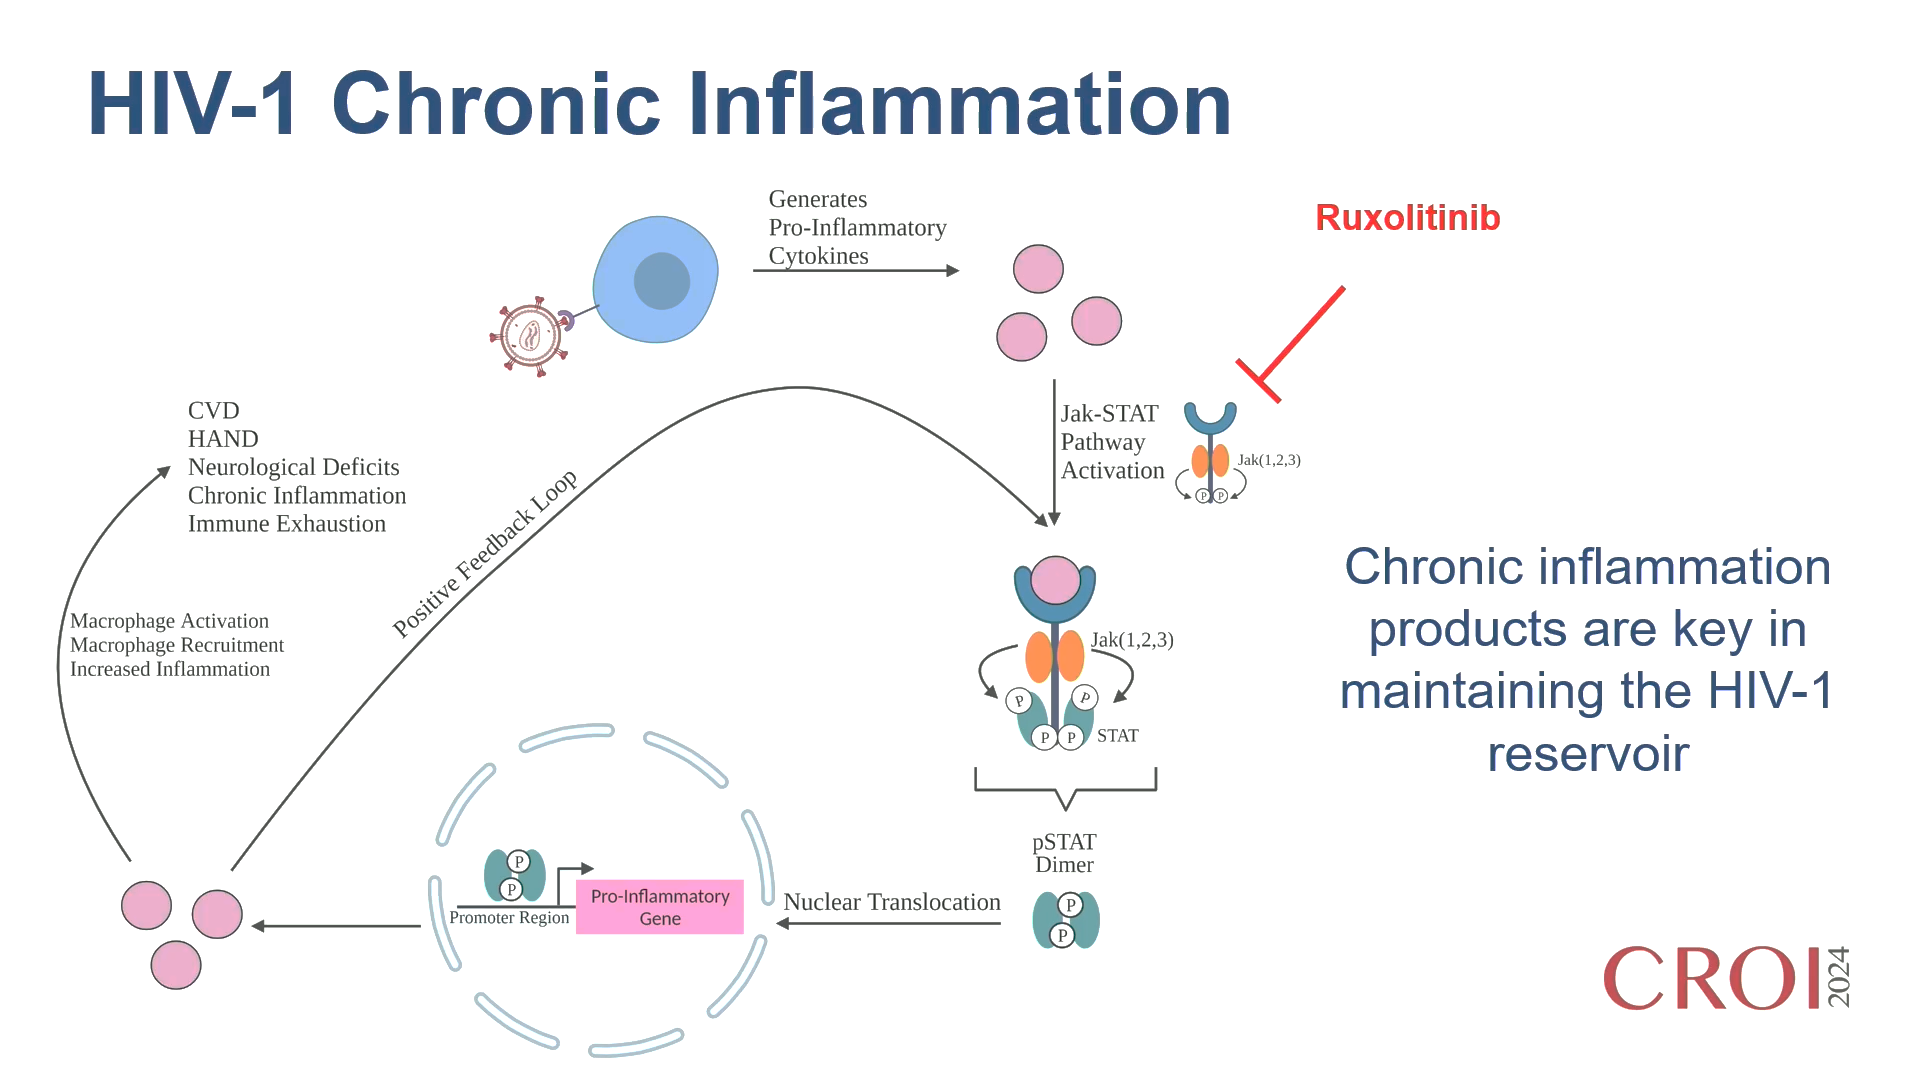 HIV-1 Chronic Inflammation
Generates
Pro-Inflammatory
Cytokines
Ruxolitinib
Jak-STAT
Pathway
Activation
Jak(1,2,3)
P P
CVD
HAND
Neurological Deficits
Chronic Inflammation
Immune Exhaustion
Positive Feedback Loop
Macrophage Activation
Macrophage Recruitment
Increased Inflammation
Jak(1,2,3)
P P
P P
STAT
Chronic inflammation
products are key in
maintaining the HIV-1
reservoir
pSTAT
Dimer
P
P
Nuclear Translocation
P
P
Promoter Region
Pro-Inflammatory
Gene
CROI 2024